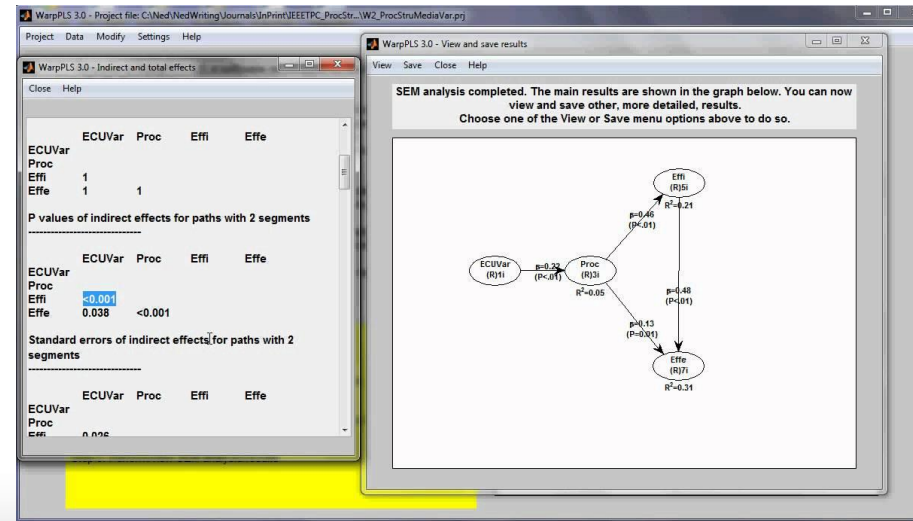 WarpPLS 3.0 - Project file: C:\Ned\NedWriting\Journals\InPrint\IEEETPC_ProcStr...\W2_ProcStruMediaVar.prj
Project Data Modify Settings Help
WarpPLS 3.0 - Indirect and total effects
Close Help
ECUVar Proc Effi Effe
ECUVar
Proc
Effi 1
Effe 1 1
P values of indirect effects for paths with 2 segments
------------------------------
ECUVar Proc Effi Effe
ECUVar
Proc
Effi <0.001
Effe 0.038 <0.001
Standard errors of indirect effects for paths with 2
segments
------------------------------
ECUVar Proc Effi Effe
ECUVar
Proc
Effi 0.026
WarpPLS 3.0 - View and save results
View Save Close Help
SEM analysis completed. The main results are shown in the graph below. You can now
view and save other, more detailed, results.
Choose one of the View or Save menu options above to do so.
Effi
(R)5i
R²=0.21
β=0.46
(P<.01)
ECUVar
(R)1i
β=0.22
(P<.01)
Proc
(R)3i
R²=0.05
β=0.48
(P<.01)
β=0.13
(P=0.01)
Effe
(R)7i
R²=0.31